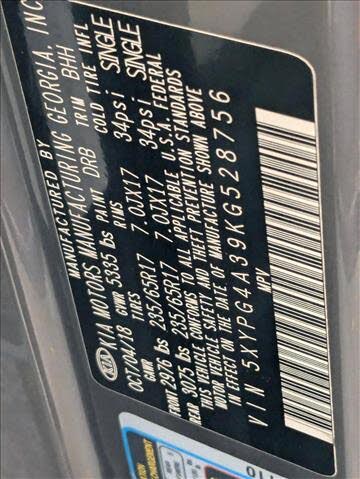 MANUFACTURED BY
KIA KIA MOTORS MANUFACTURING GEORGIA, INC
OCT/04/18 PAINT DRB TRIM BHH
GVWR 5335 lbs
GAWR TIRES RIMS COLD TIRE INFL
FRONT 2976 lbs 235/65R17 7.0JX17 34psi SINGLE
REAR 3075 lbs 235/65R17 7.0JX17 34psi SINGLE
THIS VEHICLE CONFORMS TO ALL APPLICABLE U.S.A. FEDERAL
MOTOR VEHICLE SAFETY AND THEFT PREVENTION STANDARDS
IN EFFECT ON THE DATE OF MANUFACTURE SHOWN ABOVE
VIN 5XYPG4A39KG528756
MPV